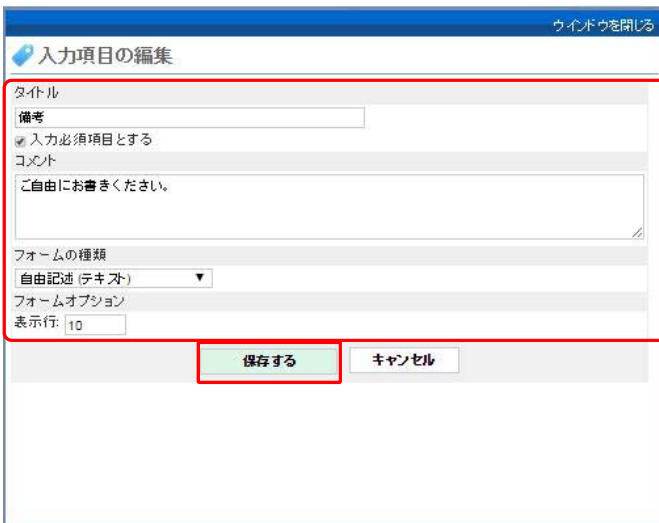 ウインドウを閉じる
入力項目の編集
タイトル
備考
入力必須項目とする
コメント
ご自由にお書きください。
フォームの種類
自由記述 (テキスト)
フォームオプション
表示行: 10
保存する キャンセル